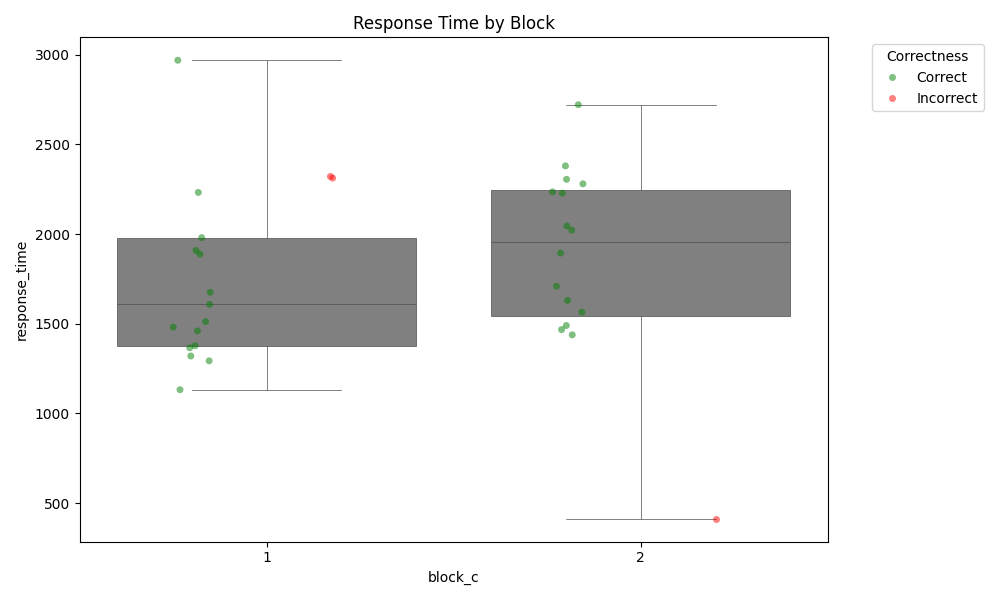 Response Time by Block
Correctness
Correct
Incorrect
response_time
3000
2500
2000
1500
1000
500
1
2
block_c